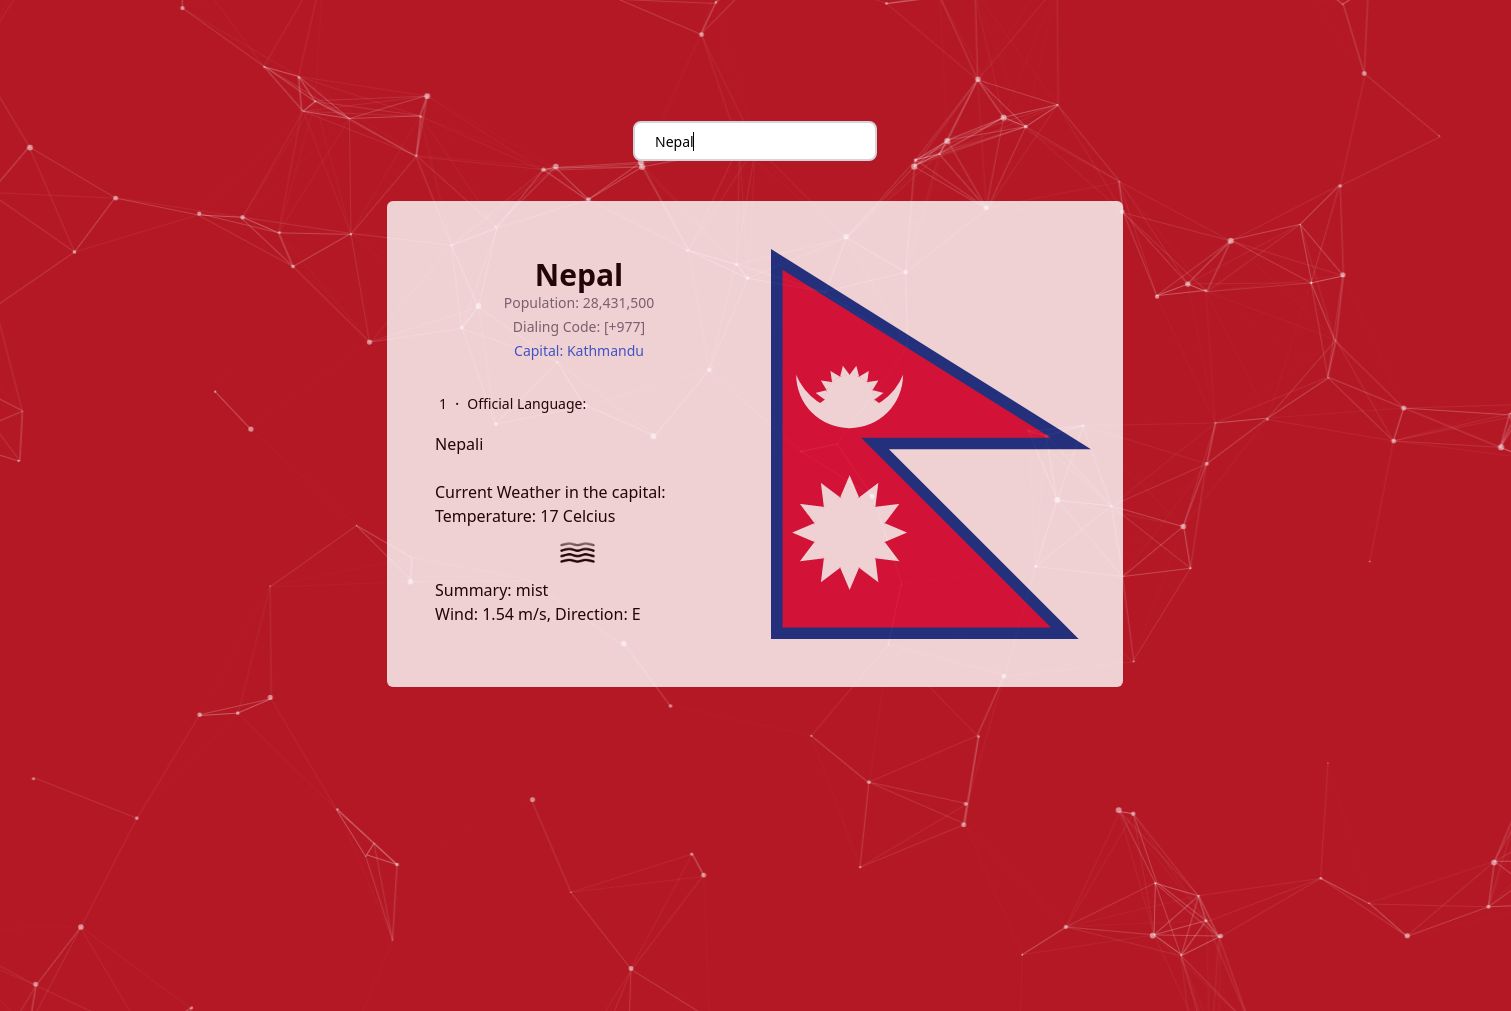 Nepal
Nepal
Population: 28,431,500
Dialing Code: [+977]
Capital: Kathmandu
1 · Official Language:
Nepali
Current Weather in the capital:
Temperature: 17 Celcius
Summary: mist
Wind: 1.54 m/s, Direction: E